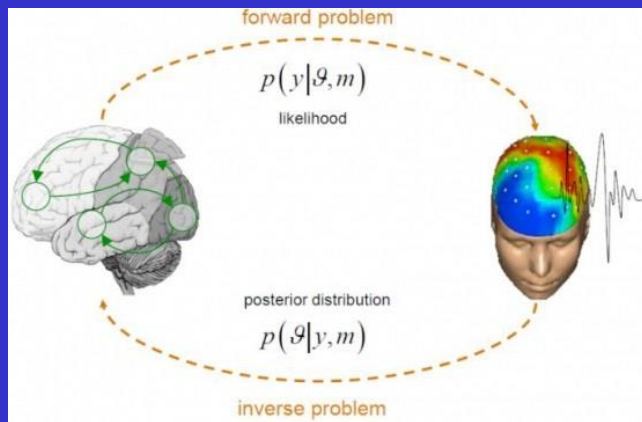 forward problem
p(y|ϑ,m)
likelihood
posterior distribution
p(ϑ|y,m)
inverse problem